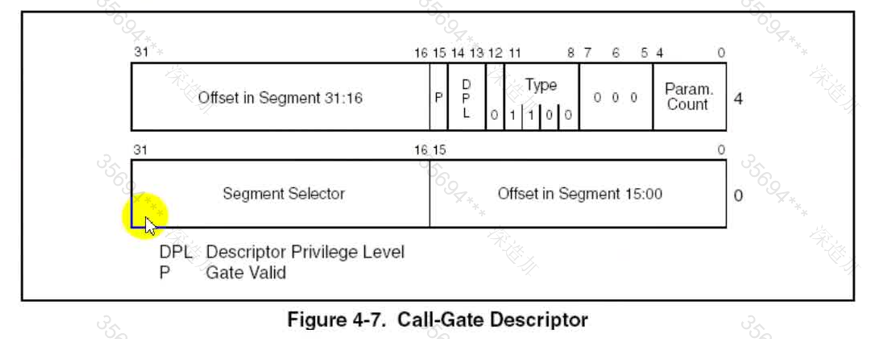 31 16 15 14 13 12 11 8 7 6 5 4 0
Offset in Segment 31:16 P D P L 0 Type 1 1 0 0 0 0 0 Param. Count 4
31 16 15 0
Segment Selector Offset in Segment 15:00 0
DPL Descriptor Privilege Level
P Gate Valid
Figure 4-7. Call-Gate Descriptor
35694***
深造